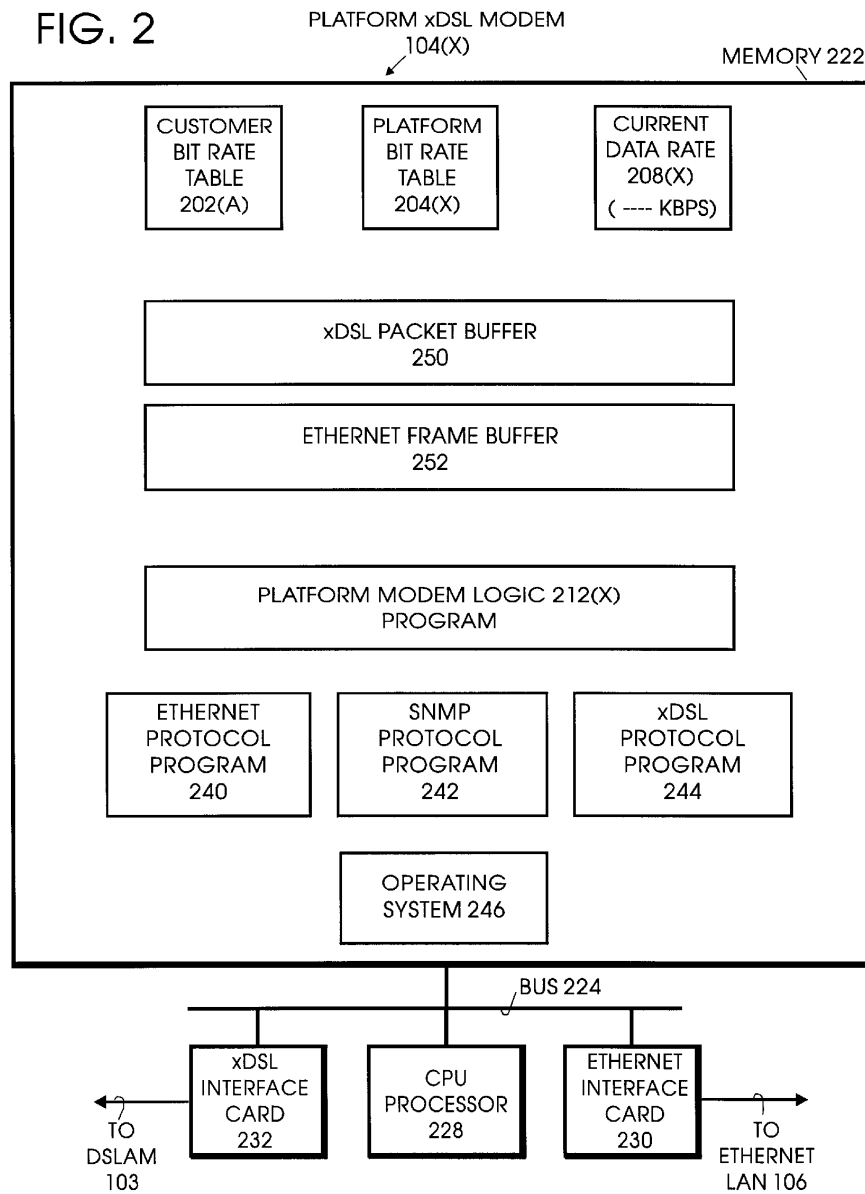 FIG. 2
PLATFORM xDSL MODEM
104(X)
MEMORY 222
CUSTOMER
BIT RATE
TABLE
202(A)
PLATFORM
BIT RATE
TABLE
204(X)
CURRENT
DATA RATE
208(X)
( ---- KBPS)
xDSL PACKET BUFFER
250
ETHERNET FRAME BUFFER
252
PLATFORM MODEM LOGIC 212(X)
PROGRAM
ETHERNET
PROTOCOL
PROGRAM
240
SNMP
PROTOCOL
PROGRAM
242
xDSL
PROTOCOL
PROGRAM
244
OPERATING
SYSTEM 246
BUS 224
xDSL
INTERFACE
CARD
232
CPU
PROCESSOR
228
ETHERNET
INTERFACE
CARD
230
TO
DSLAM
103
TO
ETHERNET
LAN 106